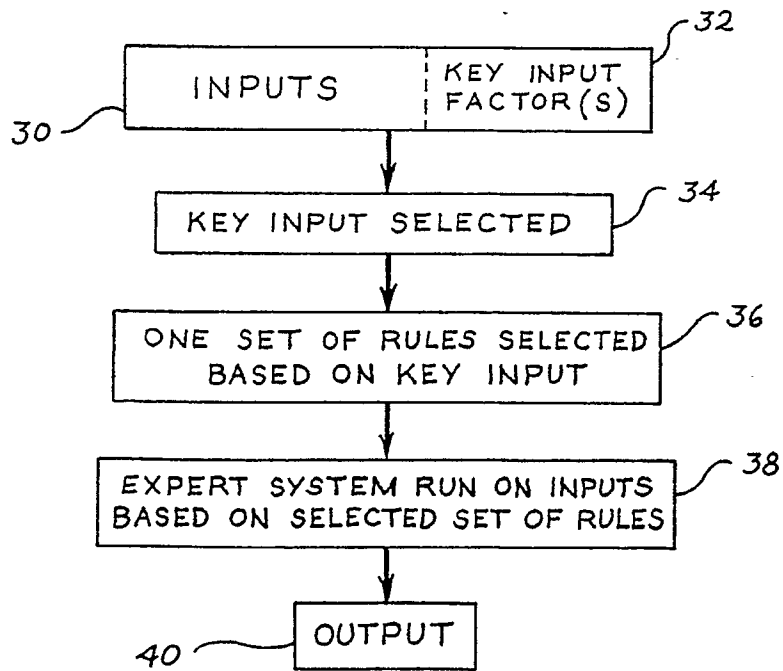 32
INPUTS
KEY INPUT
FACTOR(S)
30
KEY INPUT SELECTED
34
ONE SET OF RULES SELECTED
BASED ON KEY INPUT
36
EXPERT SYSTEM RUN ON INPUTS
BASED ON SELECTED SET OF RULES
38
OUTPUT
40